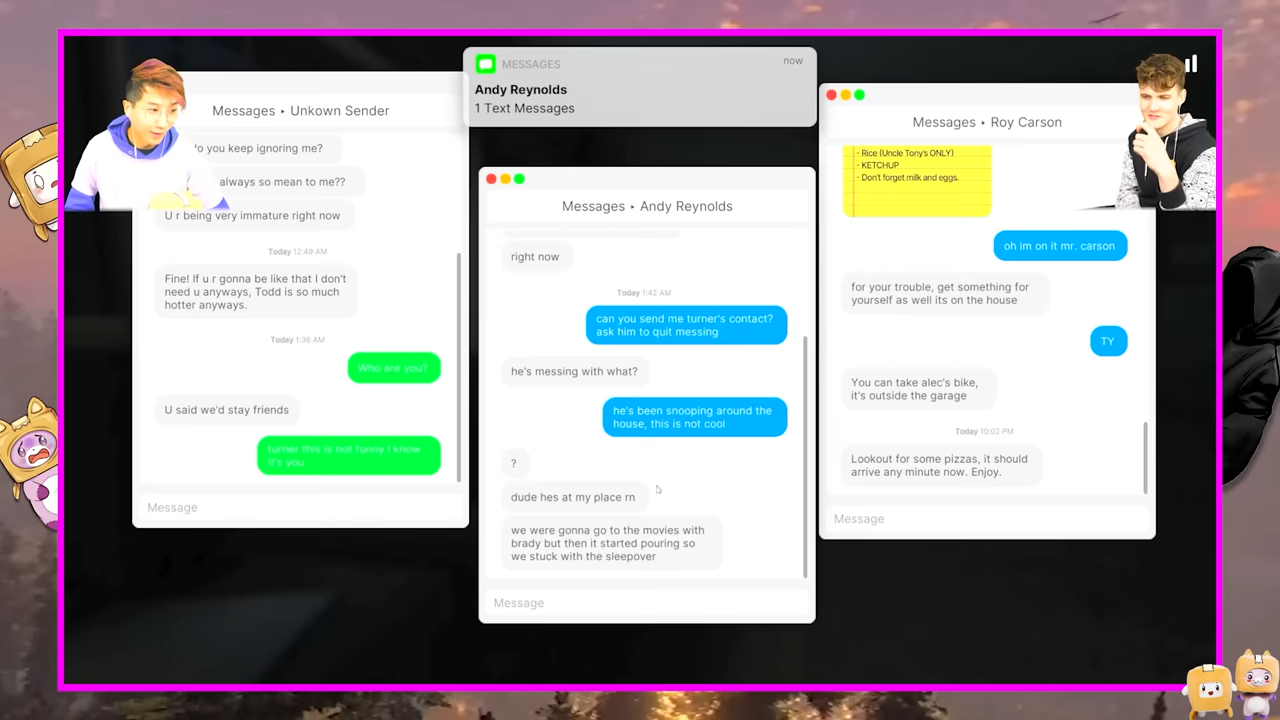 MESSAGES
now
Andy Reynolds
1 Text Messages
Messages ‣ Unkown Sender
do you keep ignoring me?
always so mean to me??
U r being very immature right now
Today 12:49 AM
Fine! If u r gonna be like that I don't
need u anyways, Todd is so much
hotter anyways.
Today 1:36 AM
Who are you?
U said we'd stay friends
turner this is not funny I know
it's you
Message
Messages ‣ Andy Reynolds
right now
Today 1:42 AM
can you send me turner's contact?
ask him to quit messing
he's messing with what?
he's been snooping around the
house, this is not cool
?
dude hes at my place rn
we were gonna go to the movies with
brady but then it started pouring so
we stuck with the sleepover
Message
Messages ‣ Roy Carson
- Rice (Uncle Tony's ONLY)
- KETCHUP
- Don't forget milk and eggs.
oh im on it mr. carson
for your trouble, get something for
yourself as well its on the house
TY
You can take alec's bike,
it's outside the garage
Today 10:02 PM
Lookout for some pizzas, it should
arrive any minute now. Enjoy.
Message